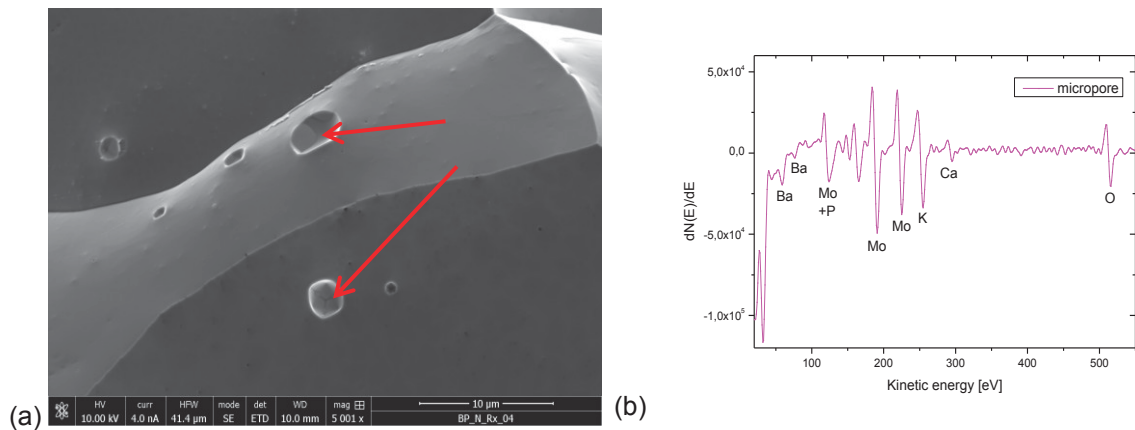 (a)
HV curr HFW mode det WD mag
10.00 kV 4.0 nA 41.4 µm SE ETD 10.0 mm 5 001 x
10 µm
BP_N_Rx_04
(b)
dN(E)/dE
5,0x10⁴
0,0
-5,0x10⁴
-1,0x10⁵
micropore
Ba
Ba
Mo
+P
Mo
Mo
K
Ca
O
100 200 300 400 500
Kinetic energy [eV]